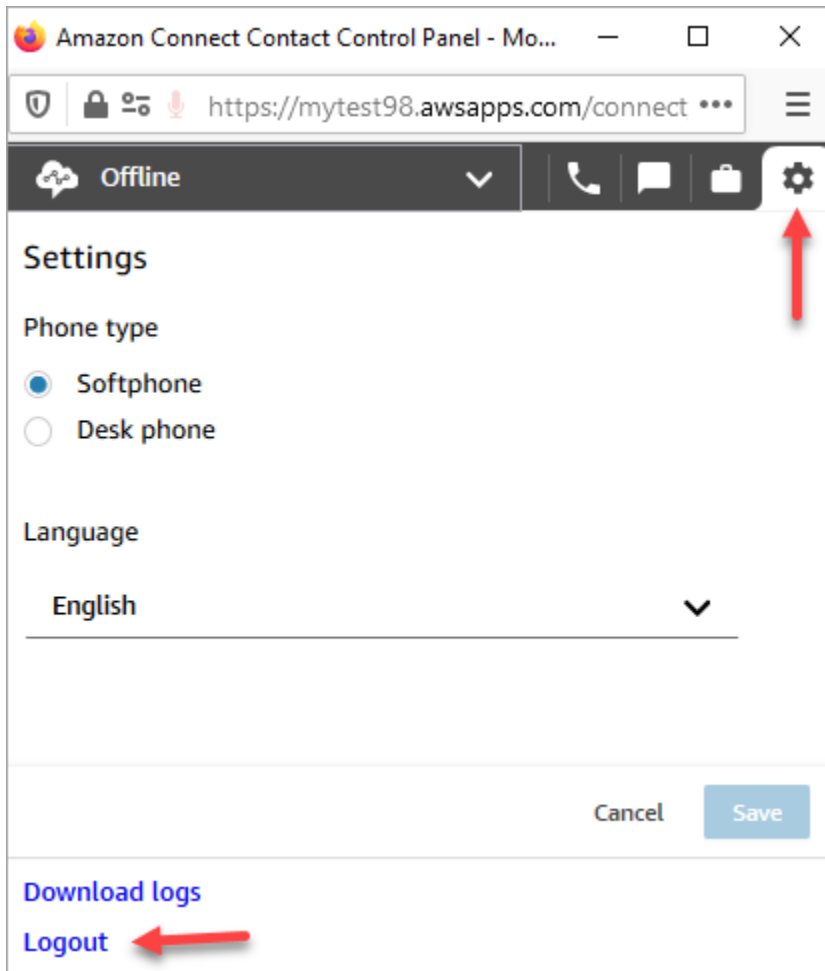 Amazon Connect Contact Control Panel - Mo...
https://mytest98.awsapps.com/connect
Offline
Settings
Phone type
Softphone
Desk phone
Language
English
Cancel Save
Download logs
Logout